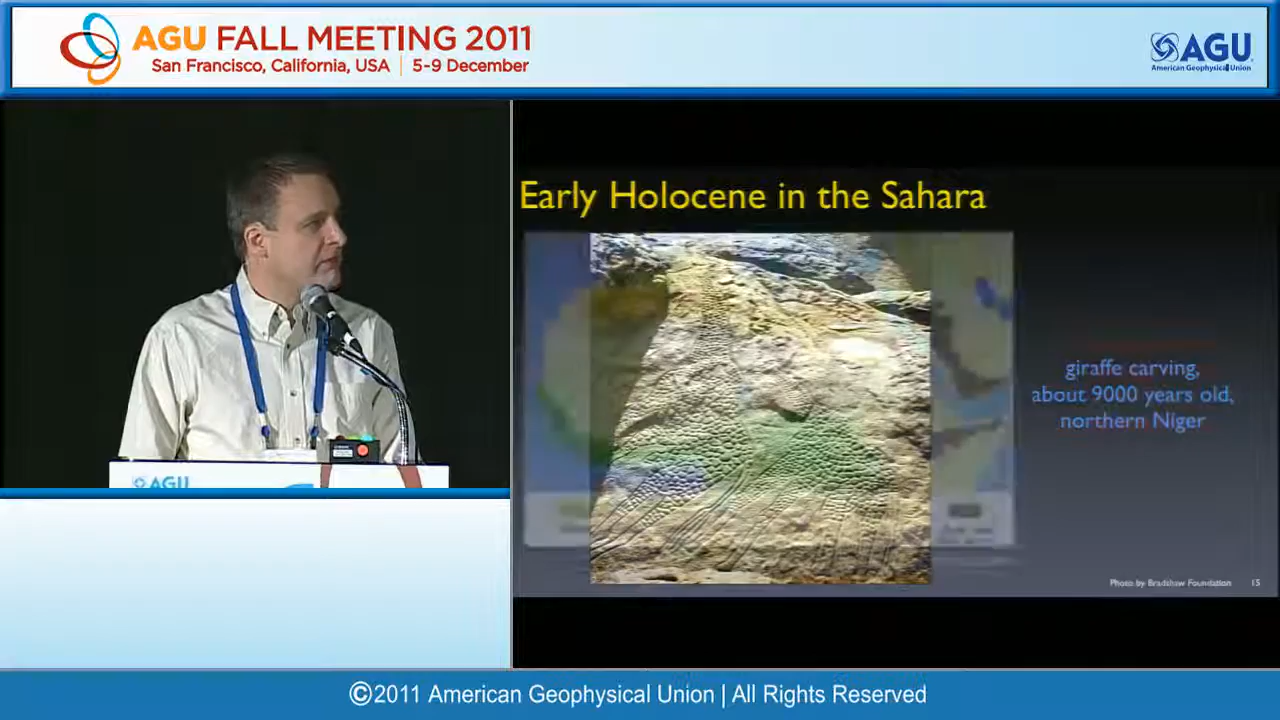 AGU FALL MEETING 2011
San Francisco, California, USA | 5-9 December
AGU
American Geophysical Union
Early Holocene in the Sahara
giraffe carving,
about 9000 years old,
northern Niger
Photo by Bradshaw Foundation 15
AGU
©2011 American Geophysical Union | All Rights Reserved